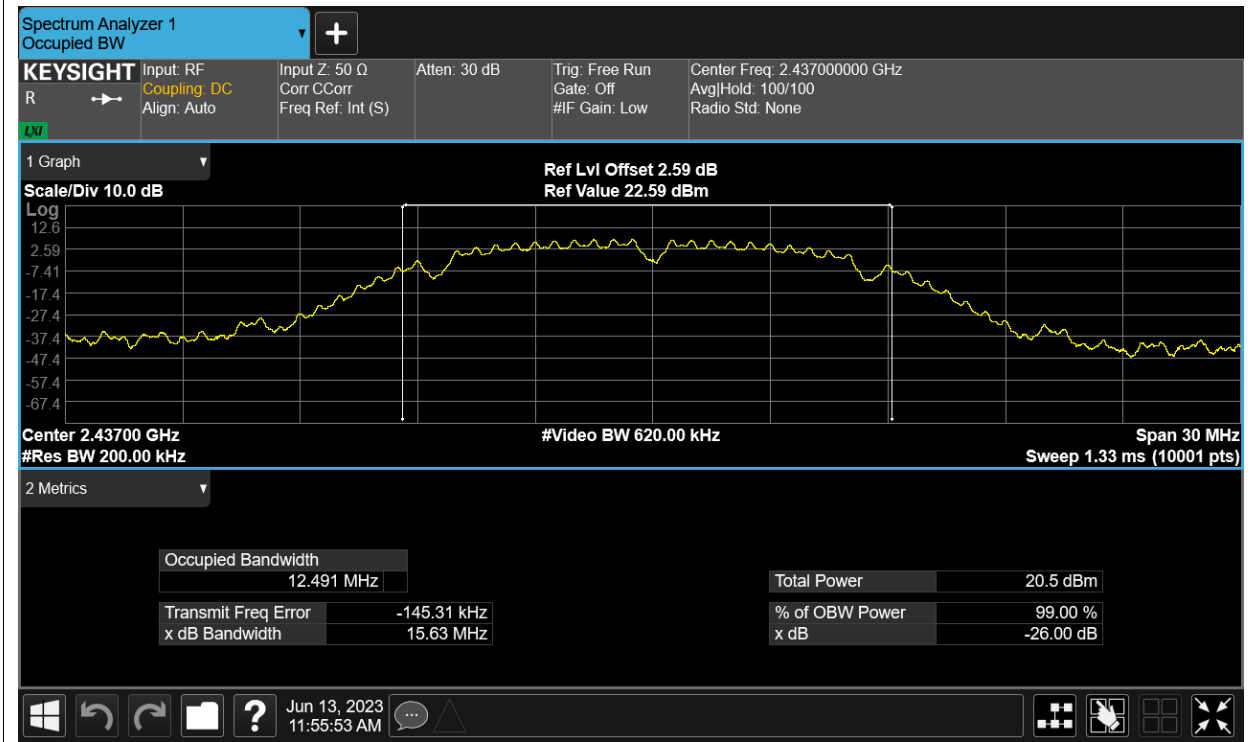 Spectrum Analyzer 1
Occupied BW
KEYSIGHT
R
LXI
Input: RF
Coupling: DC
Align: Auto
Input Z: 50 Ω
Corr CCorr
Freq Ref: Int (S)
Atten: 30 dB
Trig: Free Run
Gate: Off
#IF Gain: Low
Center Freq: 2.437000000 GHz
Avg|Hold: 100/100
Radio Std: None
1 Graph
Scale/Div 10.0 dB
Ref Lvl Offset 2.59 dB
Ref Value 22.59 dBm
Log
12.6
2.59
-7.41
-17.4
-27.4
-37.4
-47.4
-57.4
-67.4
Center 2.43700 GHz
#Video BW 620.00 kHz
Span 30 MHz
#Res BW 200.00 kHz
Sweep 1.33 ms (10001 pts)
2 Metrics
Occupied Bandwidth
12.491 MHz
Total Power 20.5 dBm
Transmit Freq Error -145.31 kHz
% of OBW Power 99.00 %
x dB Bandwidth 15.63 MHz
x dB -26.00 dB
?
Jun 13, 2023
11:55:53 AM